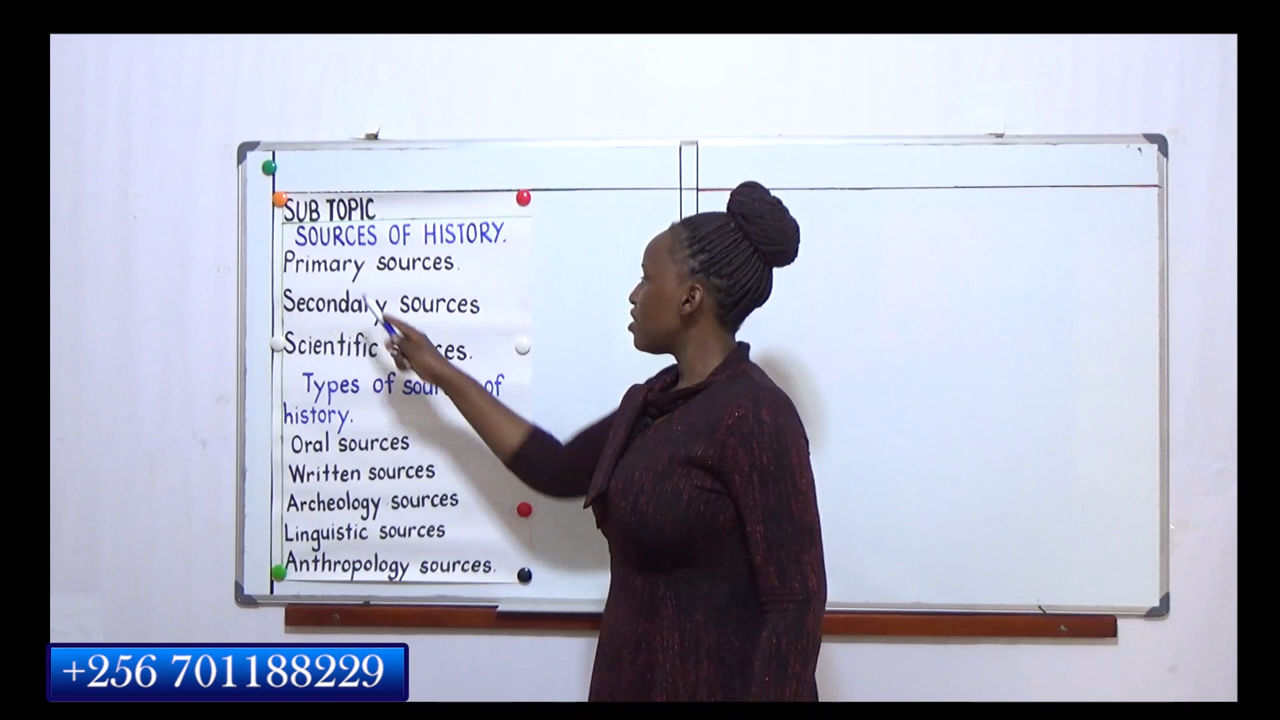 SUB TOPIC
SOURCES OF HISTORY.
Primary sources.
Secondary sources
Scientific
Types of of
history.
Oral sources
Written sources
Archeology sources
Linguistic sources
Anthropology sources.
+256 701188229